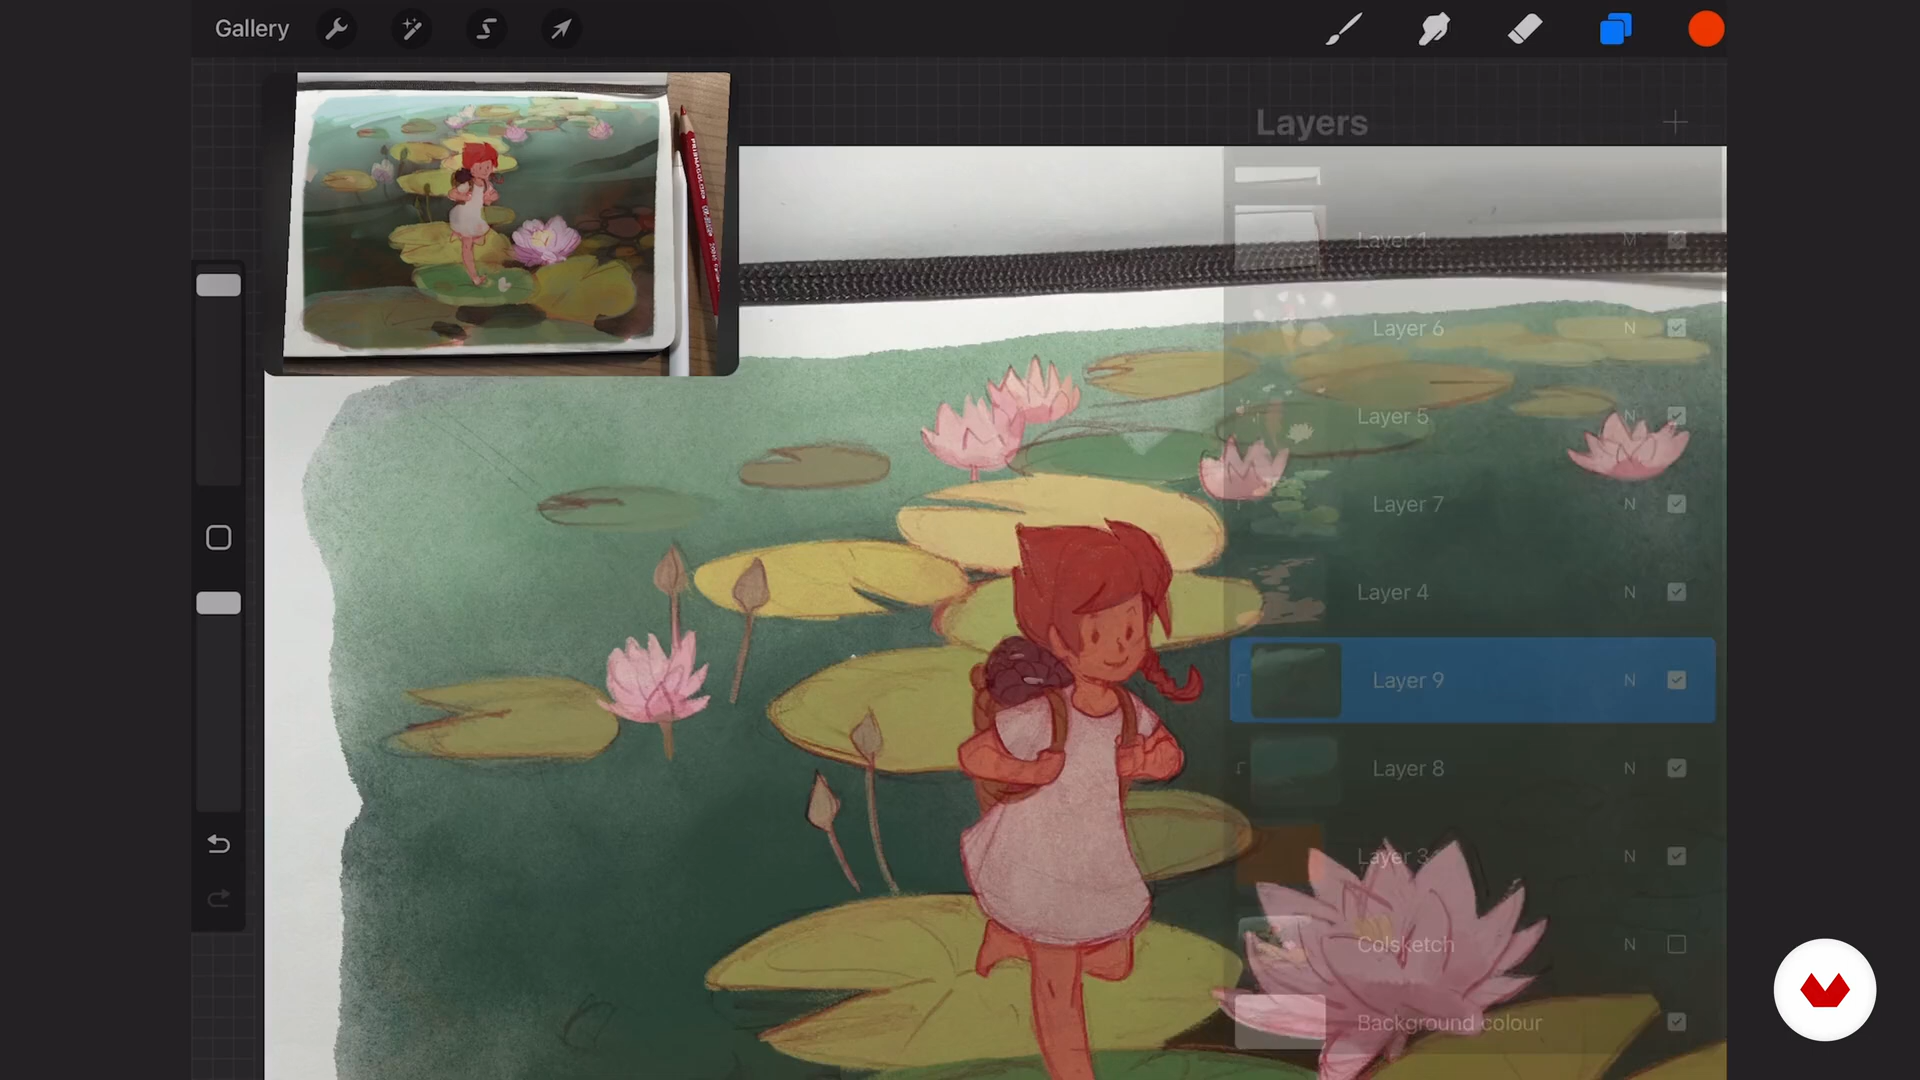 Gallery
Layers
Layer 1
M
Layer 6
N
Layer 5
N
Layer 7
N
Layer 4
N
Layer 9
N
Layer 8
N
Layer 3
N
Colsketch
N
Background colour
PRISMACOLOR